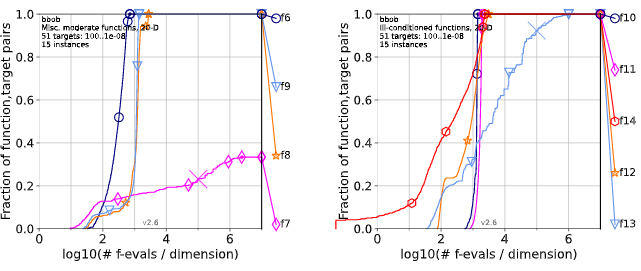 Fraction of function,target pairs
1.0
0.8
0.6
0.4
0.2
0.0
bbob
Misc. moderate functions, 20-D
51 targets: 100..1e-08
15 instances
v2.6
0
2
4
6
log10(# f-evals / dimension)
f6
f9
f8
f7
Fraction of function,target pairs
1.0
0.8
0.6
0.4
0.2
0.0
bbob
Ill-conditioned functions, 20-D
51 targets: 100..1e-08
15 instances
v2.6
0
2
4
6
log10(# f-evals / dimension)
f10
f11
f14
f12
f13